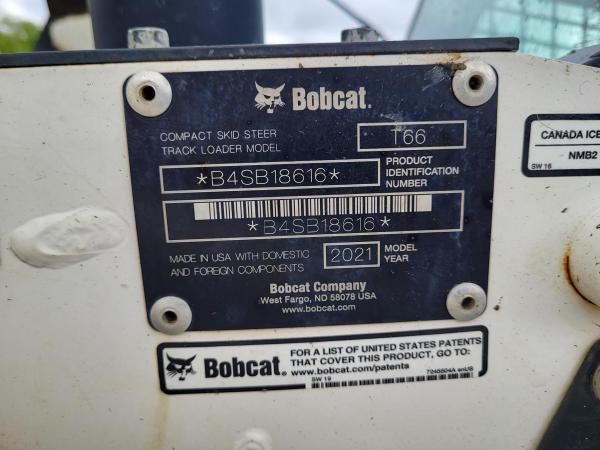 Bobcat.
COMPACT SKID STEER
TRACK LOADER MODEL
T66
*B4SB18616*
PRODUCT
IDENTIFICATION
NUMBER
*B4SB18616*
MADE IN USA WITH DOMESTIC
AND FOREIGN COMPONENTS
2021
MODEL
YEAR
Bobcat Company
West Fargo, ND 58078 USA
www.bobcat.com
CANADA ICE
NMB2
SW 16
Bobcat.
FOR A LIST OF UNITED STATES PATENTS
THAT COVER THIS PRODUCT, GO TO:
www.bobcat.com/patents
SW 19
enUS